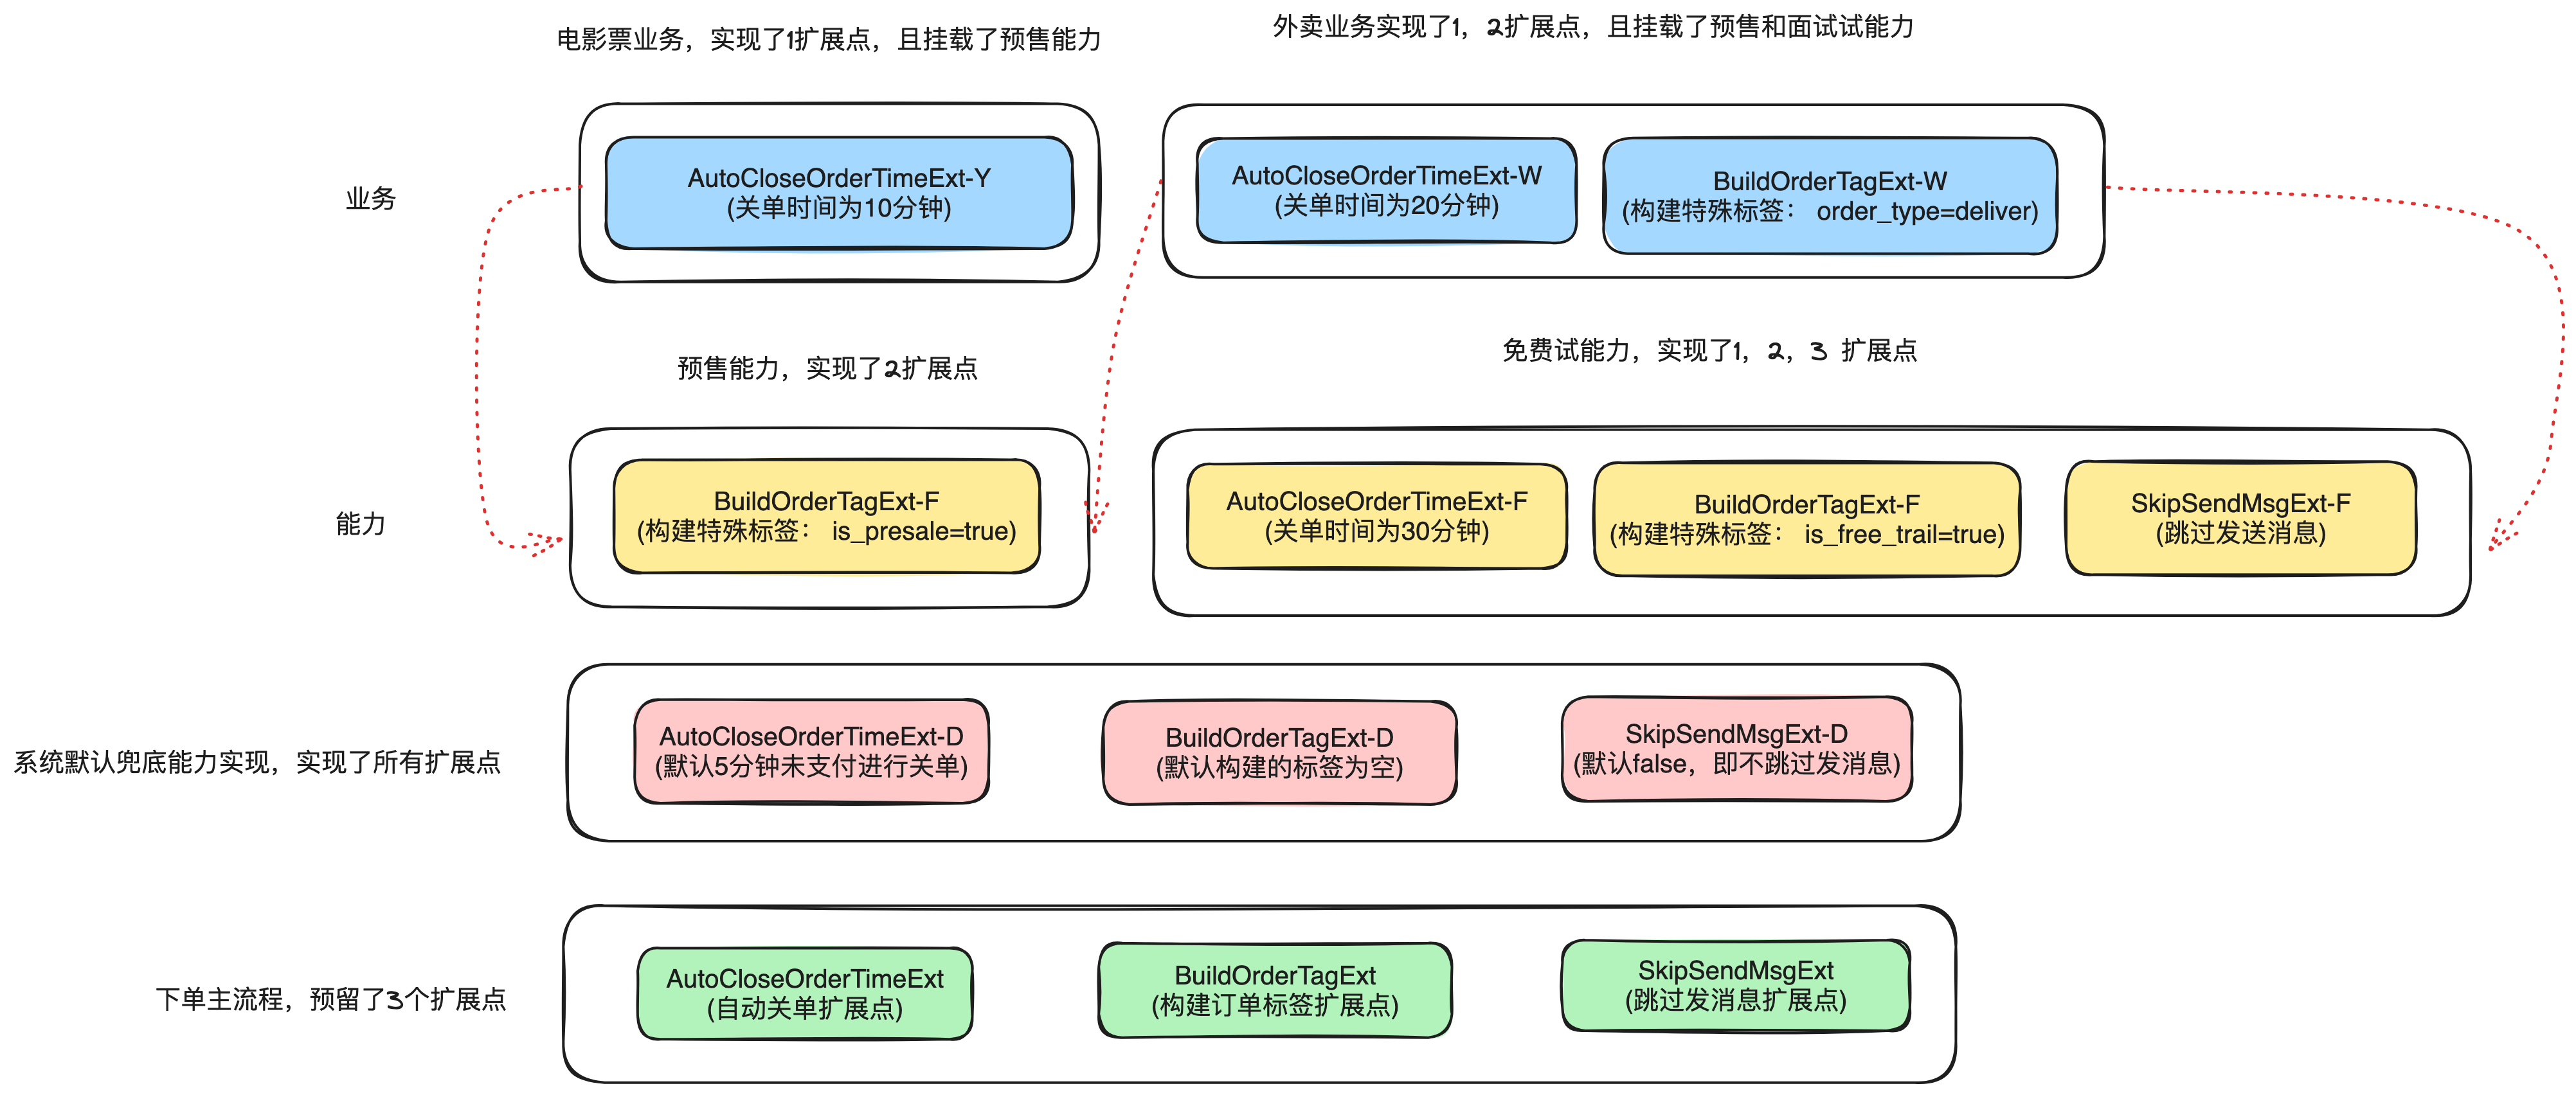 电影票业务，实现了1扩展点，且挂载了预售能力
外卖业务实现了1，2扩展点，且挂载了预售和面试试能力
业务
AutoCloseOrderTimeExt-Y
(关单时间为10分钟)
AutoCloseOrderTimeExt-W
(关单时间为20分钟)
BuildOrderTagExt-W
(构建特殊标签： order_type=deliver)
预售能力，实现了2扩展点
免费试能力，实现了1，2，3 扩展点
能力
BuildOrderTagExt-F
(构建特殊标签： is_presale=true)
AutoCloseOrderTimeExt-F
(关单时间为30分钟)
BuildOrderTagExt-F
(构建特殊标签： is_free_trail=true)
SkipSendMsgExt-F
(跳过发送消息)
系统默认兜底能力实现，实现了所有扩展点
AutoCloseOrderTimeExt-D
(默认5分钟未支付进行关单)
BuildOrderTagExt-D
(默认构建的标签为空)
SkipSendMsgExt-D
(默认false，即不跳过发消息)
下单主流程，预留了3个扩展点
AutoCloseOrderTimeExt
(自动关单扩展点)
BuildOrderTagExt
(构建订单标签扩展点)
SkipSendMsgExt
(跳过发消息扩展点)